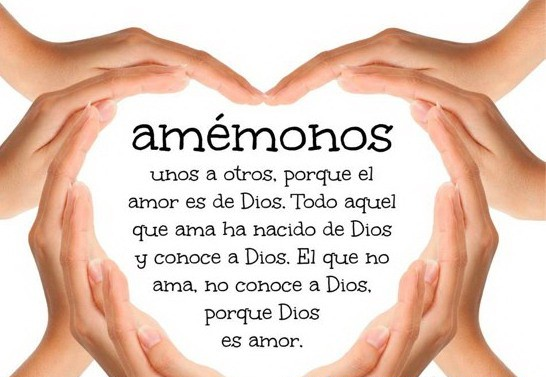 amémonos
unos a otros, porque el
amor es de Dios. Todo aquel
que ama ha nacido de Dios
y conoce a Dios. El que no
ama, no conoce a Dios,
porque Dios
es amor.